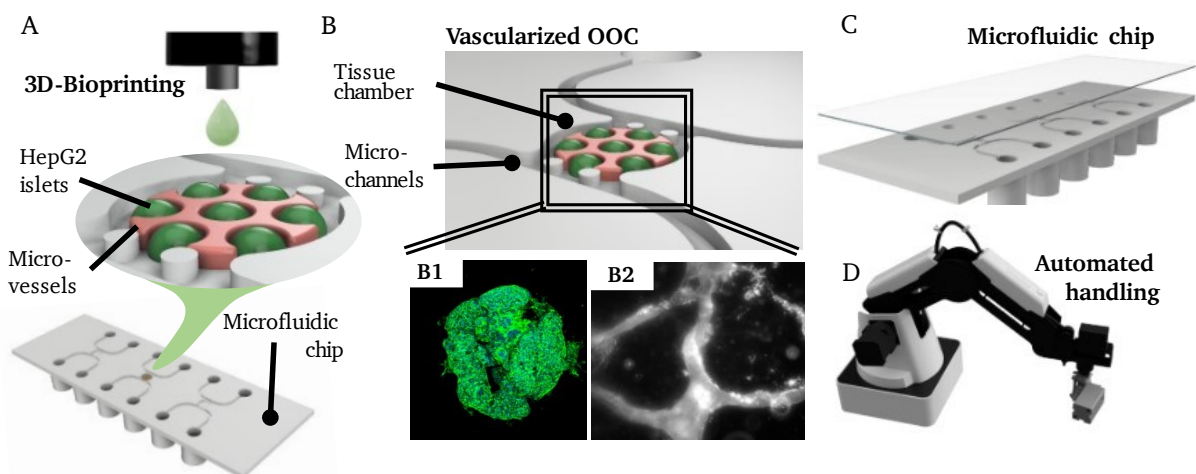 A
3D-Bioprinting
HepG2
islets
Micro-
vessels
Microfluidic
chip
B
Vascularized OOC
Tissue
chamber
Micro-
channels
B1
B2
C
Microfluidic chip
D
Automated
handling